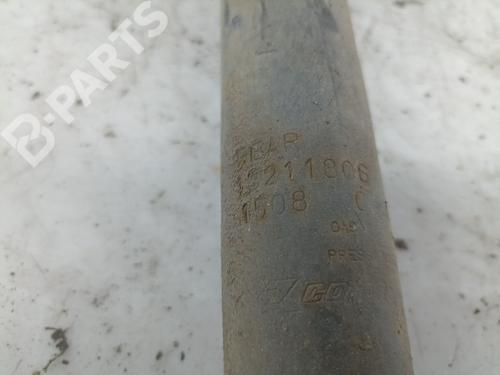 B-PARTS
REAR
15211806
1508 C
GAS
PRES